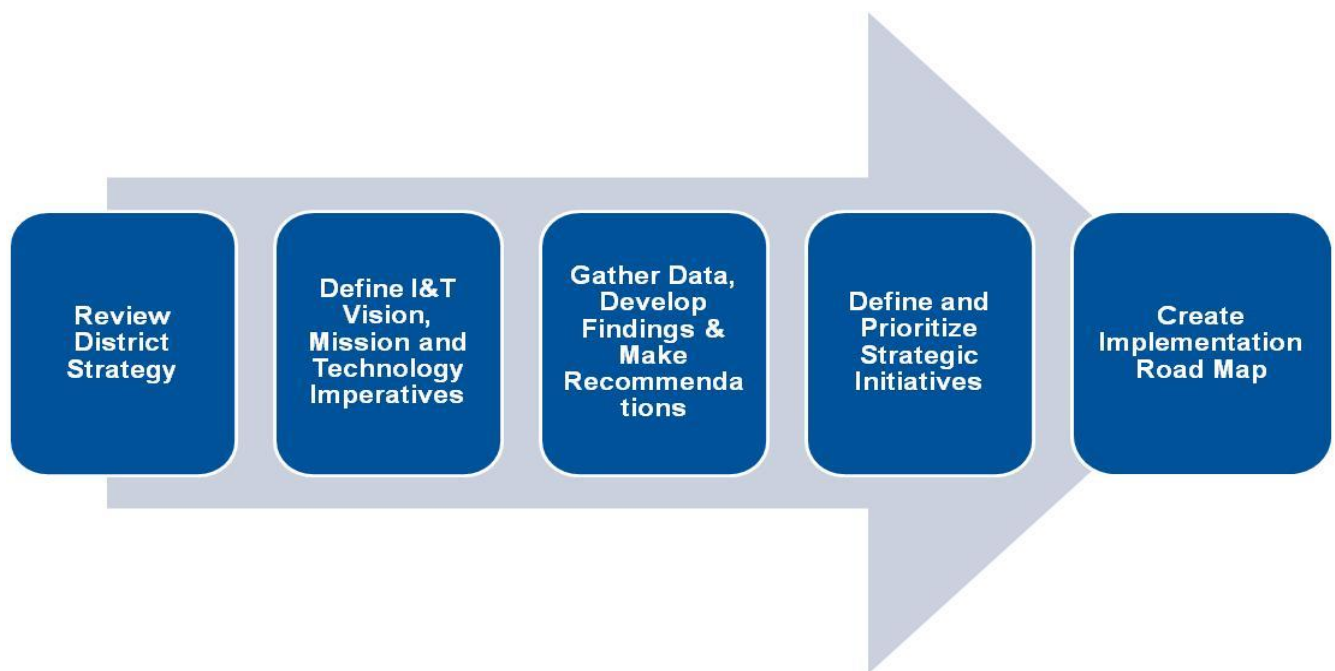 Review
District
Strategy
Define I&T
Vision,
Mission and
Technology
Imperatives
Gather Data,
Develop
Findings &
Make
Recommenda
tions
Define and
Prioritize
Strategic
Initiatives
Create
Implementation
Road Map